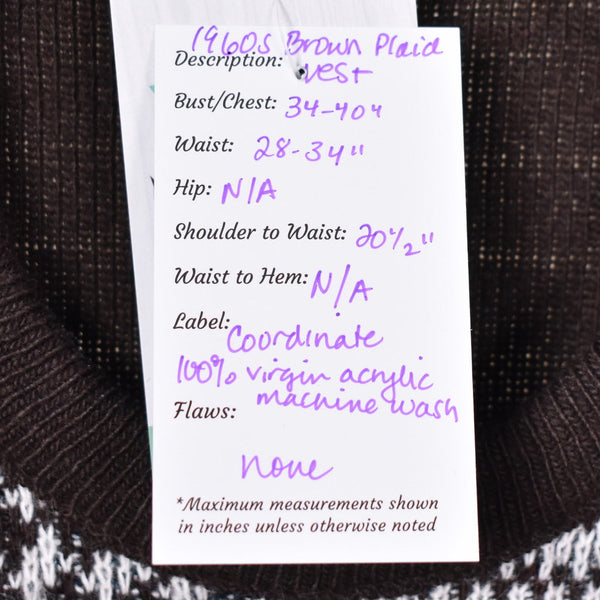 1960s Brown Plaid
Description: vest
Bust/Chest: 34-40"
Waist: 28-34"
Hip: N/A
Shoulder to Waist: 20½"
Waist to Hem: N/A
Label: Coordinate
100% virgin acrylic
machine wash
Flaws:
none
*Maximum measurements shown
in inches unless otherwise noted